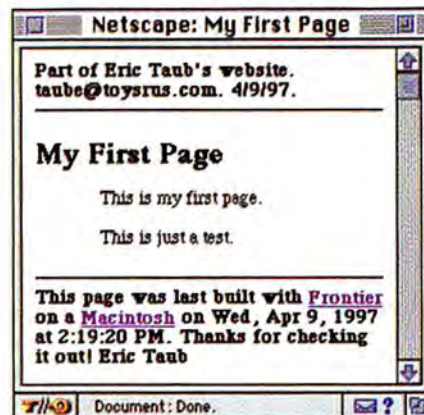 Netscape: My First Page
Part of Eric Taub's website.
taube@toysrus.com. 4/9/97.
My First Page
This is my first page.
This is just a test.
This page was last built with Frontier
on a Macintosh on Wed, Apr 9, 1997
at 2:19:20 PM. Thanks for checking
it out! Eric Taub
Document: Done.
?